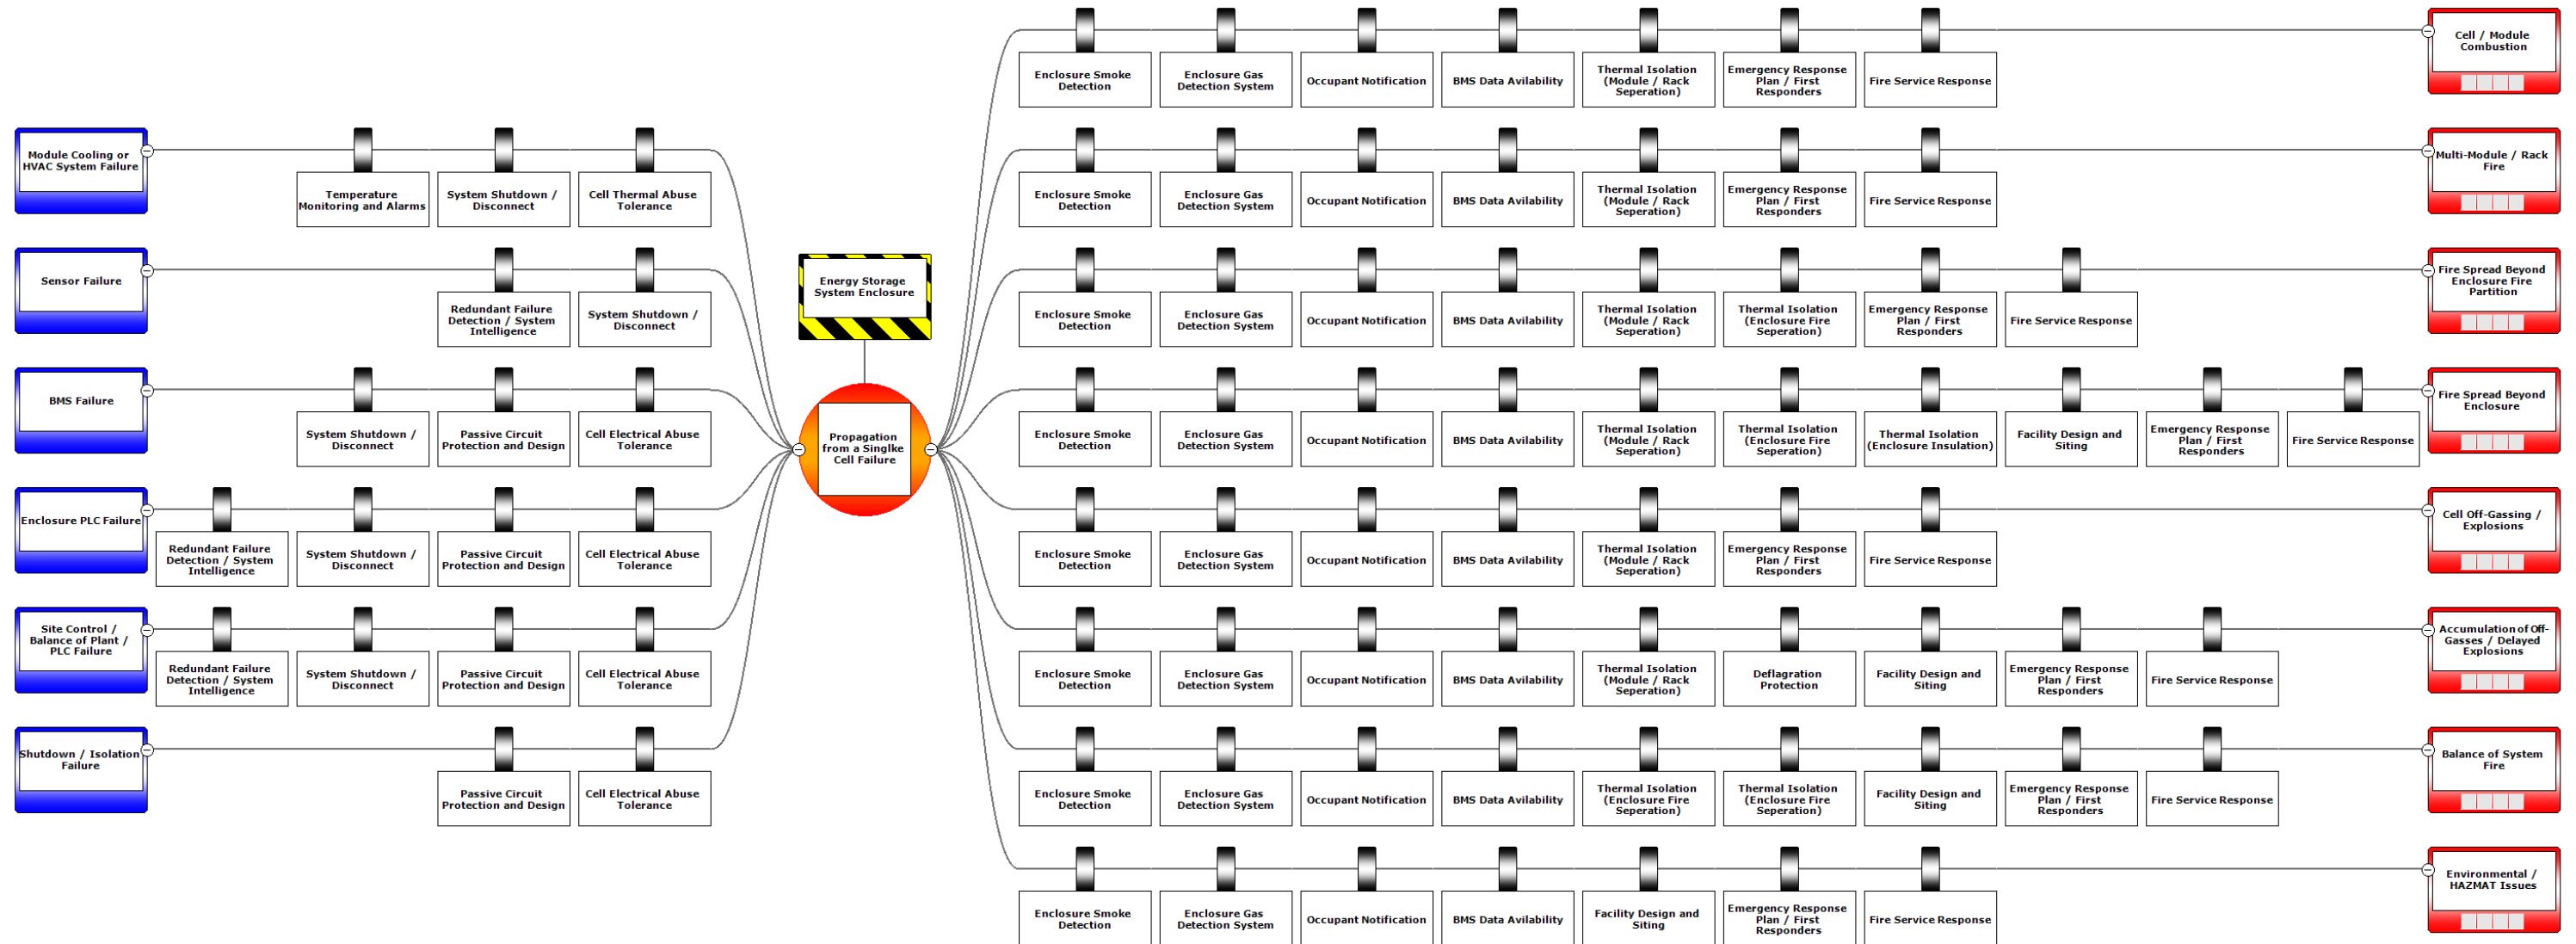 Cell / Module
Combustion
Enclosure Smoke
Detection
Enclosure Gas
Detection System
Occupant Notification
BMS Data Avilability
Thermal Isolation
(Module / Rack
Seperation)
Emergency Response
Plan / First
Responders
Fire Service Response
Module Cooling or
HVAC System Failure
Temperature
Monitoring and Alarms
System Shutdown /
Disconnect
Cell Thermal Abuse
Tolerance
Enclosure Smoke
Detection
Enclosure Gas
Detection System
Occupant Notification
BMS Data Avilability
Thermal Isolation
(Module / Rack
Seperation)
Emergency Response
Plan / First
Responders
Fire Service Response
Multi-Module / Rack
Fire
Sensor Failure
Redundant Failure
Detection / System
Intelligence
System Shutdown /
Disconnect
Energy Storage
System Enclosure
Enclosure Smoke
Detection
Enclosure Gas
Detection System
Occupant Notification
BMS Data Avilability
Thermal Isolation
(Module / Rack
Seperation)
Thermal Isolation
(Enclosure Fire
Seperation)
Emergency Response
Plan / First
Responders
Fire Service Response
Fire Spread Beyond
Enclosure Fire
Partition
BMS Failure
System Shutdown /
Disconnect
Passive Circuit
Protection and Design
Cell Electrical Abuse
Tolerance
Propagation
from a Singlke
Cell Failure
Enclosure Smoke
Detection
Enclosure Gas
Detection System
Occupant Notification
BMS Data Avilability
Thermal Isolation
(Module / Rack
Seperation)
Thermal Isolation
(Enclosure Fire
Seperation)
Thermal Isolation
(Enclosure Insulation)
Facility Design and
Siting
Emergency Response
Plan / First
Responders
Fire Service Response
Fire Spread Beyond
Enclosure
Enclosure PLC Failure
Redundant Failure
Detection / System
Intelligence
System Shutdown /
Disconnect
Passive Circuit
Protection and Design
Cell Electrical Abuse
Tolerance
Enclosure Smoke
Detection
Enclosure Gas
Detection System
Occupant Notification
BMS Data Avilability
Thermal Isolation
(Module / Rack
Seperation)
Emergency Response
Plan / First
Responders
Fire Service Response
Cell Off-Gassing /
Explosions
Site Control /
Balance of Plant /
PLC Failure
Redundant Failure
Detection / System
Intelligence
System Shutdown /
Disconnect
Passive Circuit
Protection and Design
Cell Electrical Abuse
Tolerance
Enclosure Smoke
Detection
Enclosure Gas
Detection System
Occupant Notification
BMS Data Avilability
Thermal Isolation
(Module / Rack
Seperation)
Deflagration
Protection
Facility Design and
Siting
Emergency Response
Plan / First
Responders
Fire Service Response
Accumulation of Off-
Gasses / Delayed
Explosions
Shutdown / Isolation
Failure
Passive Circuit
Protection and Design
Cell Electrical Abuse
Tolerance
Enclosure Smoke
Detection
Enclosure Gas
Detection System
Occupant Notification
BMS Data Avilability
Thermal Isolation
(Enclosure Fire
Seperation)
Thermal Isolation
(Enclosure Fire
Seperation)
Facility Design and
Siting
Emergency Response
Plan / First
Responders
Fire Service Response
Balance of System
Fire
Enclosure Smoke
Detection
Enclosure Gas
Detection System
Occupant Notification
BMS Data Avilability
Facility Design and
Siting
Emergency Response
Plan / First
Responders
Fire Service Response
Environmental /
HAZMAT Issues